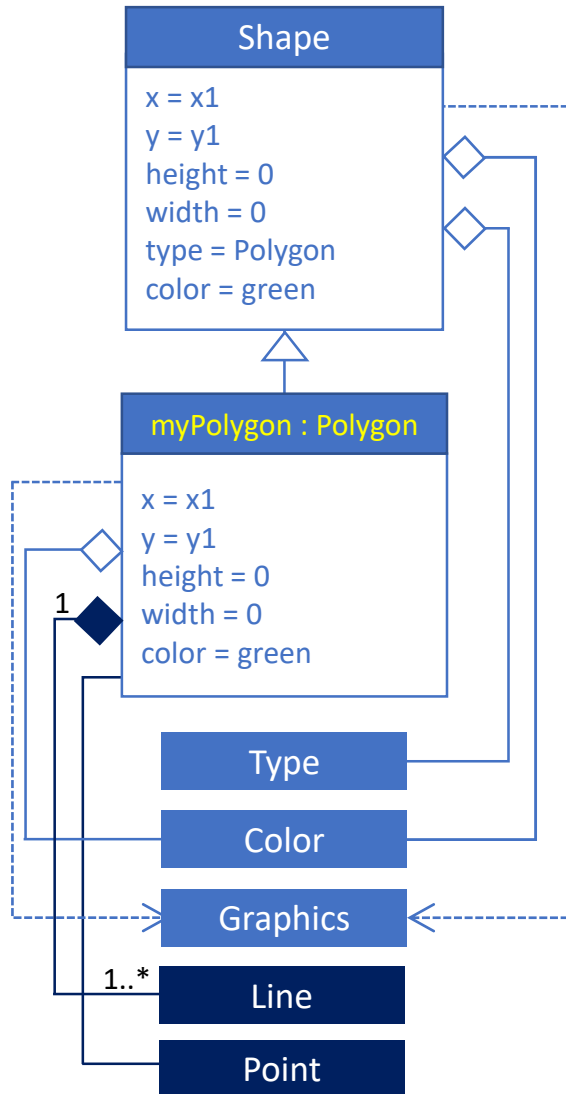 Shape
x = x1
y = y1
height = 0
width = 0
type = Polygon
color = green
myPolygon : Polygon
x = x1
y = y1
height = 0
width = 0
color = green
1
Type
Color
Graphics
1..*
Line
Point